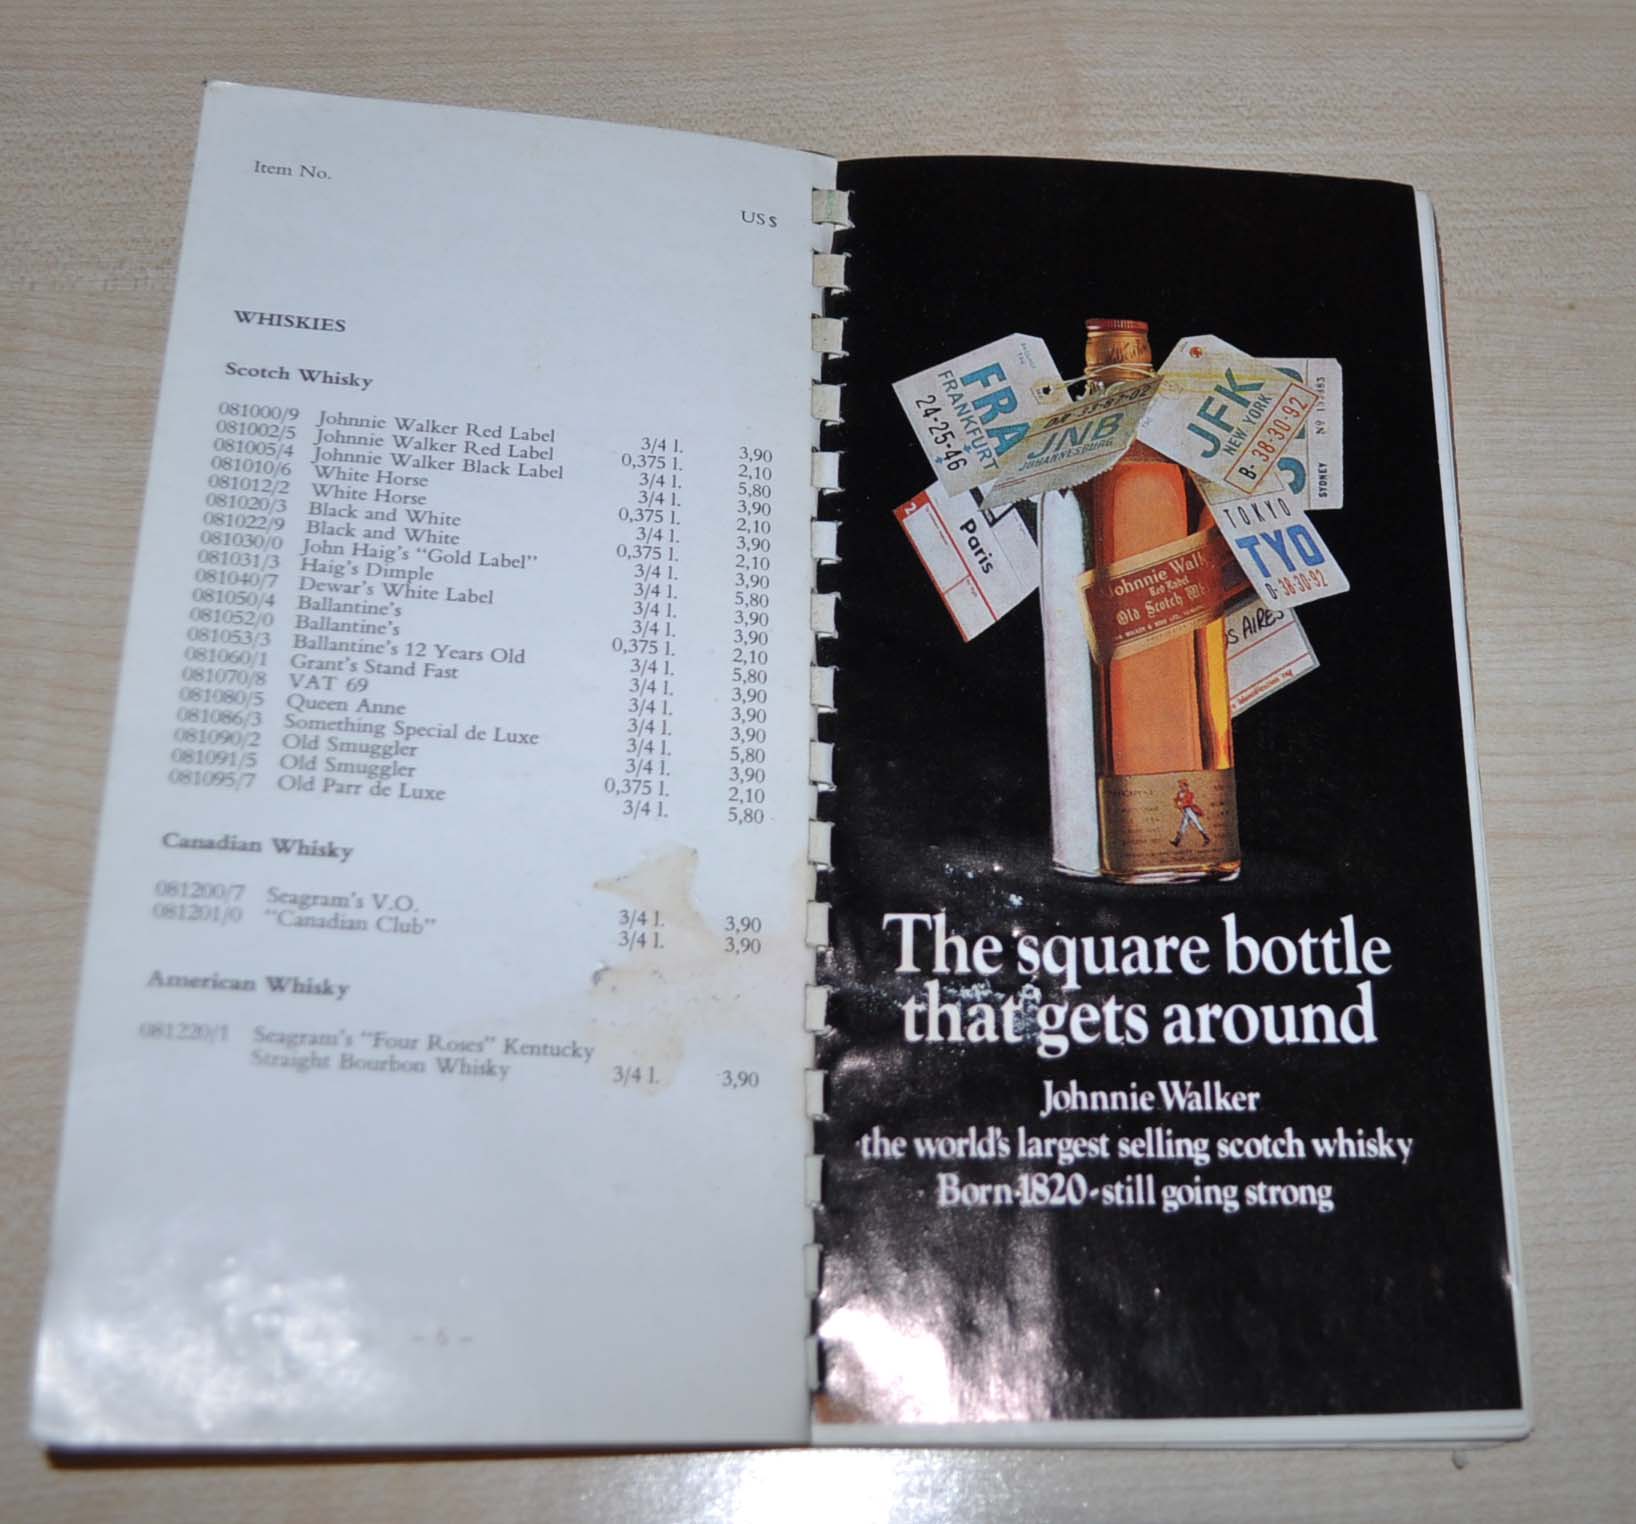 Item No.
US $
WHISKIES
Scotch Whisky
081000/9 Johnnie Walker Red Label 3/4 l. 3,90
081002/5 Johnnie Walker Red Label 0,375 l. 2,10
081005/4 Johnnie Walker Black Label 3/4 l. 5,80
081010/6 White Horse 3/4 l. 3,90
081012/2 White Horse 0,375 l. 2,10
081020/3 Black and White 3/4 l. 3,90
081022/9 Black and White 0,375 l. 2,10
081030/0 John Haig's "Gold Label" 3/4 l. 3,90
081031/3 Haig's Dimple 3/4 l. 5,80
081040/7 Dewar's White Label 3/4 l. 3,90
081050/4 Ballantine's 3/4 l. 3,90
081052/0 Ballantine's 0,375 l. 2,10
081053/3 Ballantine's 12 Years Old 3/4 l. 5,80
081060/1 Grant's Stand Fast 3/4 l. 3,90
081070/8 VAT 69 3/4 l. 3,90
081080/5 Queen Anne 3/4 l. 3,90
081086/3 Something Special de Luxe 3/4 l. 5,80
081090/2 Old Smuggler 3/4 l. 3,90
081091/5 Old Smuggler 0,375 l. 2,10
081095/7 Old Parr de Luxe 3/4 l. 5,80
Canadian Whisky
081200/7 Seagram's V.O. 3/4 l. 3,90
081201/0 "Canadian Club" 3/4 l. 3,90
American Whisky
081220/1 Seagram's "Four Roses" Kentucky
Straight Bourbon Whisky 3/4 l. 3,90
FRA
FRANKFURT
24-25-46
JNB
JOHANNESBURG
JFK
NEW YORK
B-38-30-92
SYDNEY
TOKYO
TYO
38-30-92
2
Paris
S AIRES
Johnnie Walk
Red Label
Old Scotch
The square bottle
that gets around
Johnnie Walker
the world's largest selling scotch whisky
Born 1820-still going strong